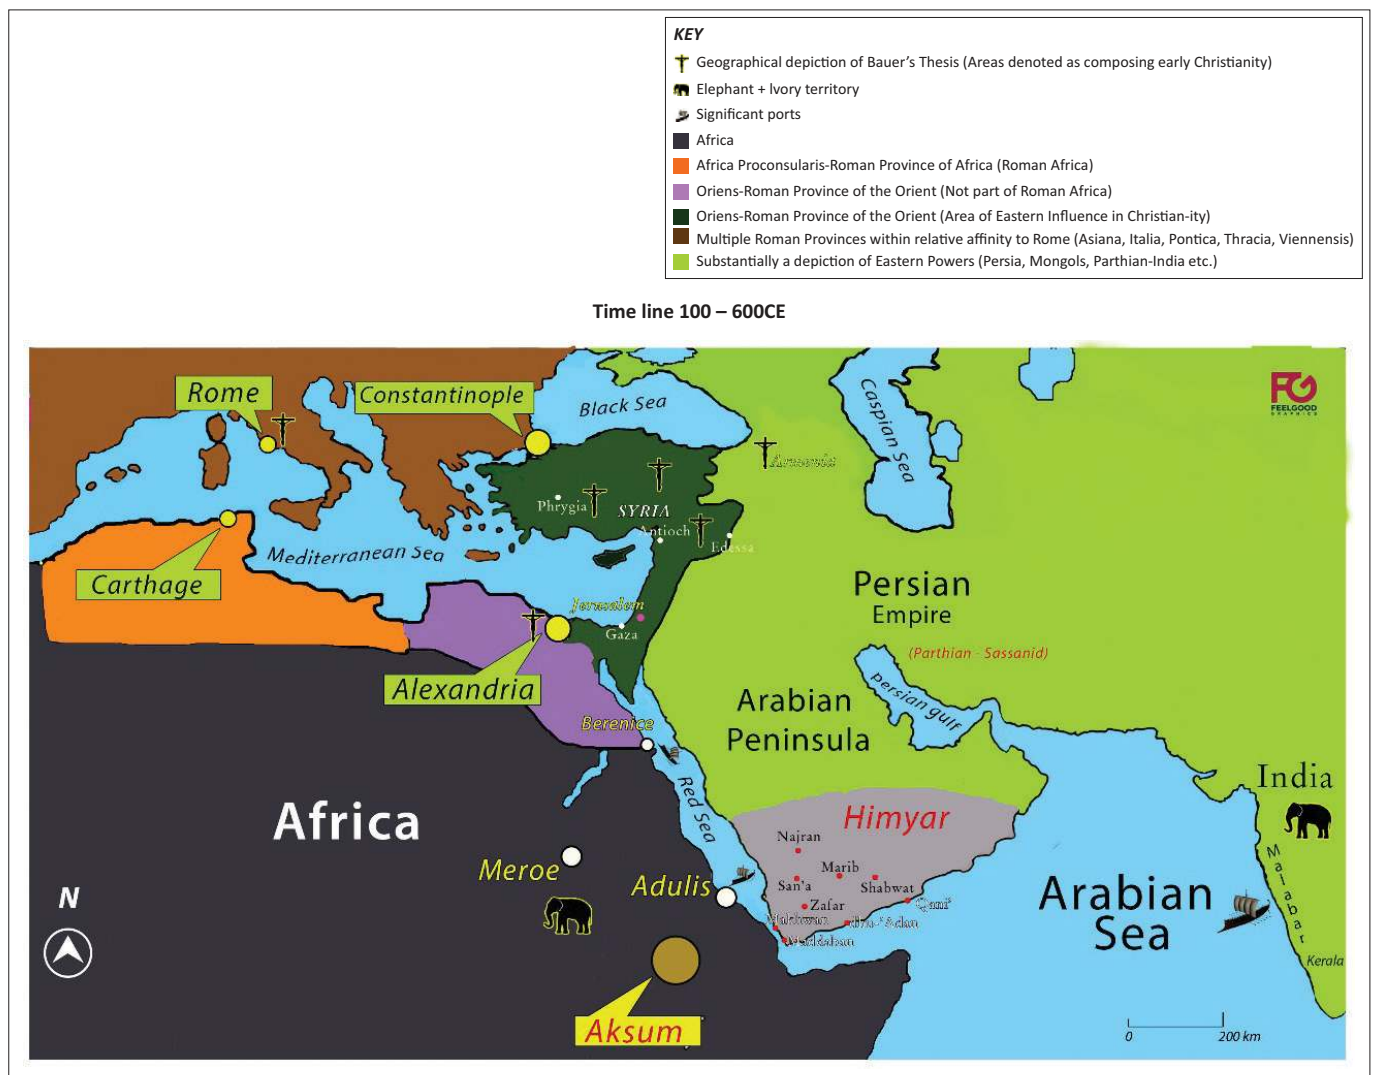 KEY
Geographical depiction of Bauer's Thesis (Areas denoted as composing early Christianity)
Elephant + Ivory territory
Significant ports
Africa
Africa Proconsularis-Roman Province of Africa (Roman Africa)
Oriens-Roman Province of the Orient (Not part of Roman Africa)
Oriens-Roman Province of the Orient (Area of Eastern Influence in Christian-ity)
Multiple Roman Provinces within relative affinity to Rome (Asiana, Italia, Pontica, Thracia, Viennensis)
Substantially a depiction of Eastern Powers (Persia, Mongols, Parthian-India etc.)
Time line 100 – 600CE
FG
FEELGOOD
GRAPHICS
Rome
Constantinople
Black Sea
Caspian Sea
Armenia
Phrygia
SYRIA
Antioch
Edessa
Mediterranean Sea
Carthage
Jerusalem
Gaza
Alexandria
Persian
Empire
(Parthian - Sassanid)
persian gulf
Arabian
Peninsula
Berenice
Red Sea
India
Africa
Himyar
Najran
Marib
San'a
Shabwat
Zafar
Qani'
Meroe
Adulis
Malabar
Kerala
Arabian
Sea
N
Aksum
0 200 km